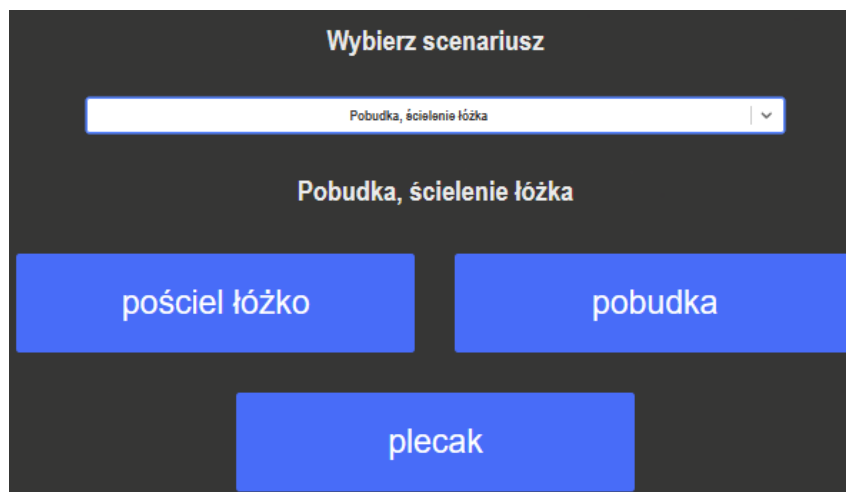 Wybierz scenariusz
Pobudka, ścielenie łóżka
Pobudka, ścielenie łóżka
pościel łóżko
pobudka
plecak